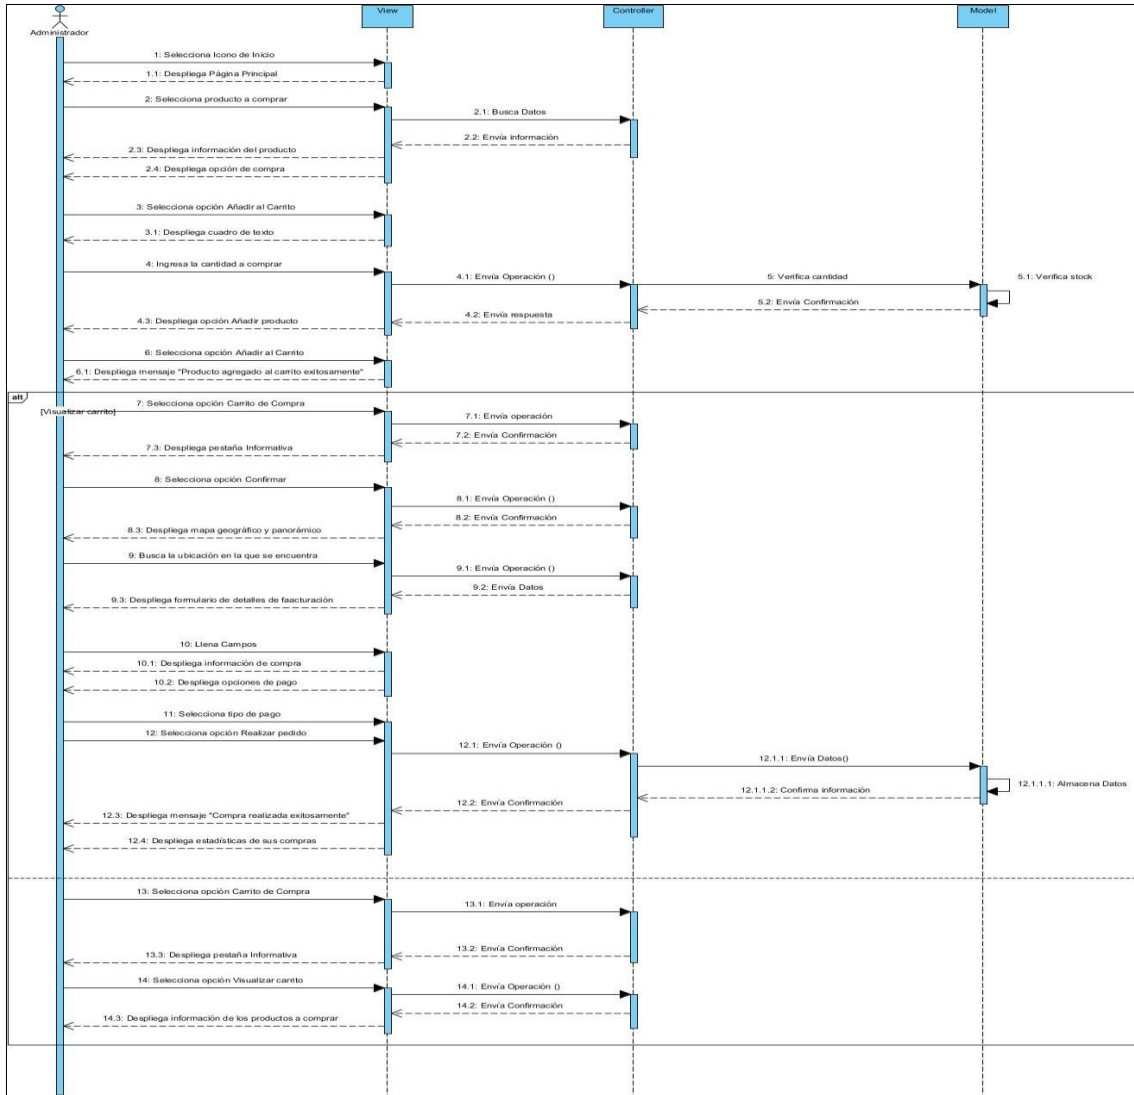 Administrador
View
Controller
Model
1: Selecciona Icono de Inicio
1.1: Despliega Página Principal
2: Selecciona producto a comprar
2.1: Busca Datos
2.2: Envía información
2.3: Despliega información del producto
2.4: Despliega opción de compra
3: Selecciona opción Añadir al Carrito
3.1: Despliega cuadro de texto
4: Ingresa la cantidad a comprar
4.1: Envía Operación ()
5: Verifica cantidad
5.1: Verifica stock
5.2: Envía Confirmación
4.2: Envía respuesta
4.3: Despliega opción Añadir producto
6: Selecciona opción Añadir al Carrito
6.1: Despliega mensaje "Producto agregado al carrito exitosamente"
alt
[Visualizar carrito]
7: Selecciona opción Carrito de Compra
7.1: Envía operación
7.2: Envía Confirmación
7.3: Despliega pestaña Informativa
8: Selecciona opción Confirmar
8.1: Envía Operación ()
8.2: Envía Confirmación
8.3: Despliega mapa geográfico y panorámico
9: Busca la ubicación en la que se encuentra
9.1: Envía Operación ()
9.2: Envía Datos
9.3: Despliega formulario de detalles de faacturación
10: Llena Campos
10.1: Despliega información de compra
10.2: Despliega opciones de pago
11: Selecciona tipo de pago
12: Selecciona opción Realizar pedido
12.1: Envía Operación ()
12.1.1: Envía Datos()
12.1.1.1: Almacena Datos
12.1.1.2: Confirma información
12.2: Envía Confirmación
12.3: Despliega mensaje "Compra realizada exitosamente"
12.4: Despliega estadísticas de sus compras
13: Selecciona opción Carrito de Compra
13.1: Envía operación
13.2: Envía Confirmación
13.3: Despliega pestaña Informativa
14: Selecciona opción Visualizar carrito
14.1: Envía Operación ()
14.2: Envía Confirmación
14.3: Despliega información de los productos a comprar